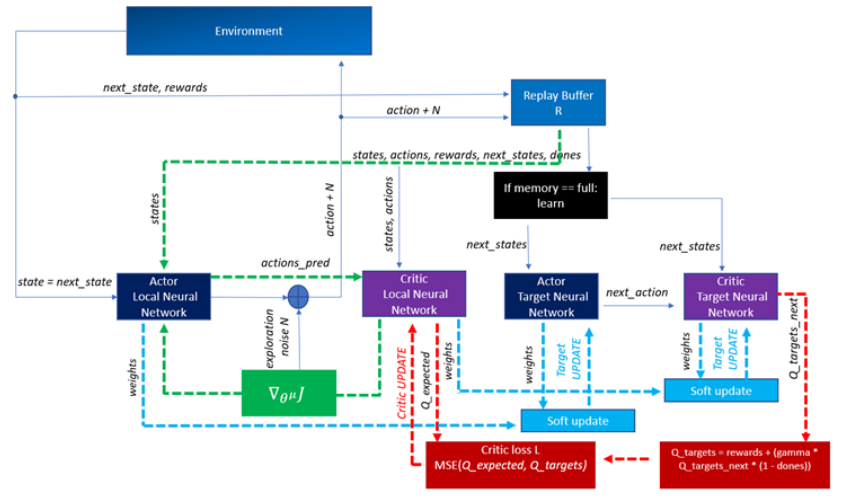 Environment
next_state, rewards
Replay Buffer
R
action + N
states, actions, rewards, next_states, dones
If memory == full:
learn
states
action + N
states, actions
next_states
next_states
actions_pred
state = next_state
Actor
Local Neural
Network
Critic
Local Neural
Network
Actor
Target Neural
Network
next_action
Critic
Target Neural
Network
exploration
noise N
weights
∇θμJ
Critic UPDATE
Q_expected
weights
weights
Target
UPDATE
weights
Target
UPDATE
Q_targets_next
Soft update
Soft update
Critic loss L
MSE(Q_expected, Q_targets)
Q_targets = rewards + (gamma *
Q_targets_next * (1 - dones))